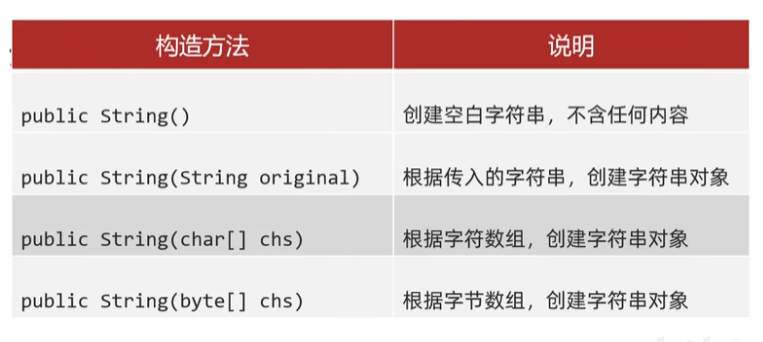 构造方法 说明
public String() 创建空白字符串，不含任何内容
public String(String original) 根据传入的字符串，创建字符串对象
public String(char[] chs) 根据字符数组，创建字符串对象
public String(byte[] chs) 根据字节数组，创建字符串对象